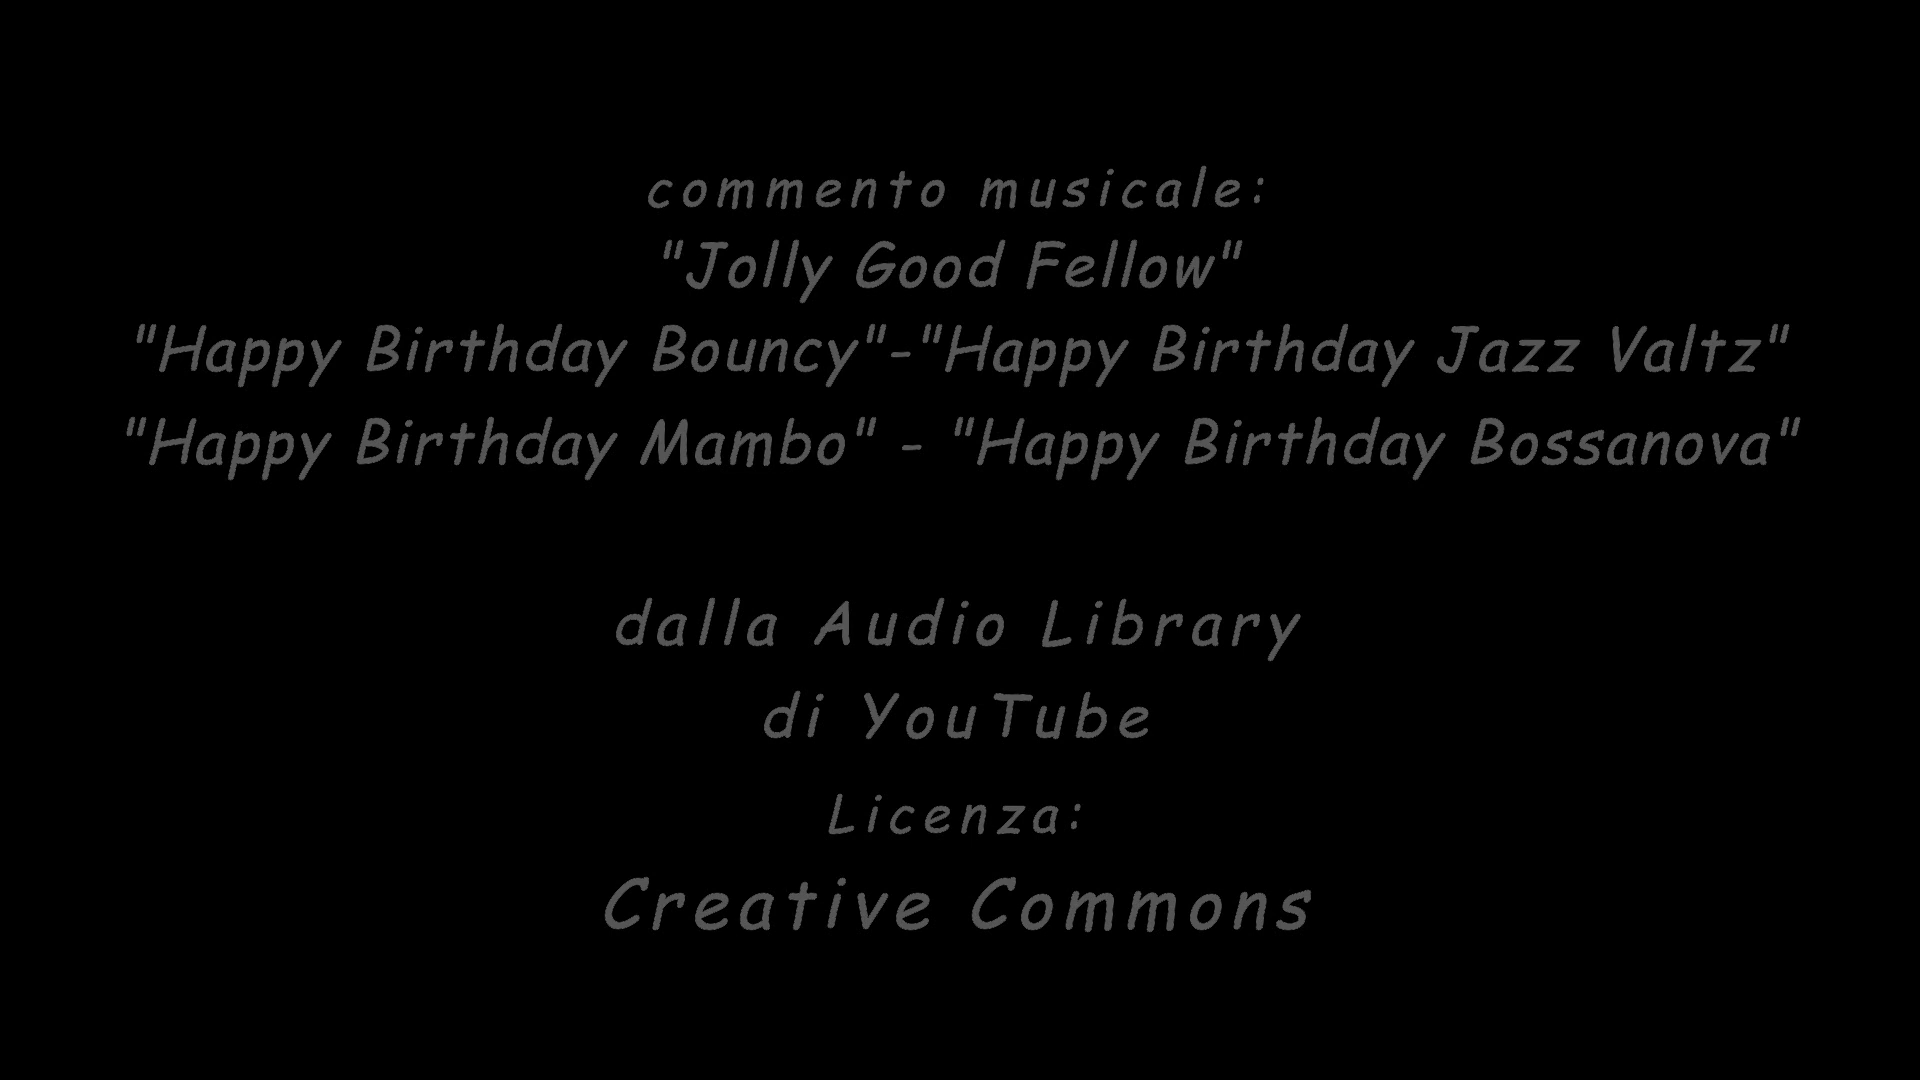 commento musicale:
"Jolly Good Fellow"
"Happy Birthday Bouncy"-"Happy Birthday Jazz Valtz"
"Happy Birthday Mambo" - "Happy Birthday Bossanova"
dalla Audio Library
di YouTube
Licenza:
Creative Commons